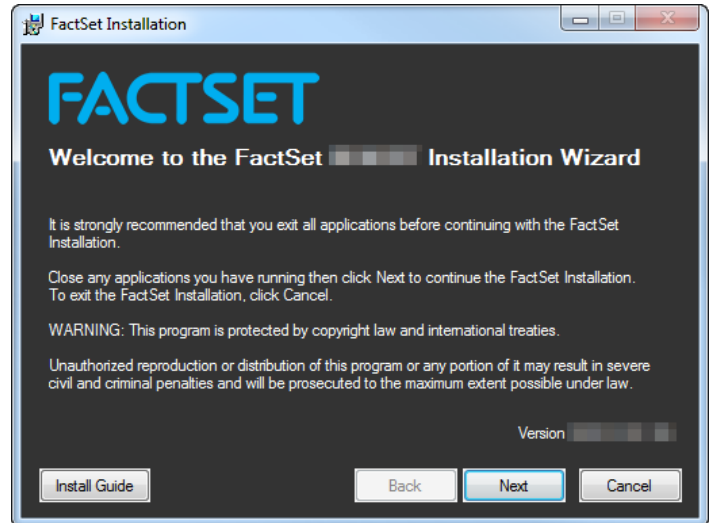 FactSet Installation
FACTSET
Welcome to the FactSet Installation Wizard
It is strongly recommended that you exit all applications before continuing with the FactSet
Installation.
Close any applications you have running then click Next to continue the FactSet Installation.
To exit the FactSet Installation, click Cancel.
WARNING: This program is protected by copyright law and international treaties.
Unauthorized reproduction or distribution of this program or any portion of it may result in severe
civil and criminal penalties and will be prosecuted to the maximum extent possible under law.
Version
Install Guide Back Next Cancel